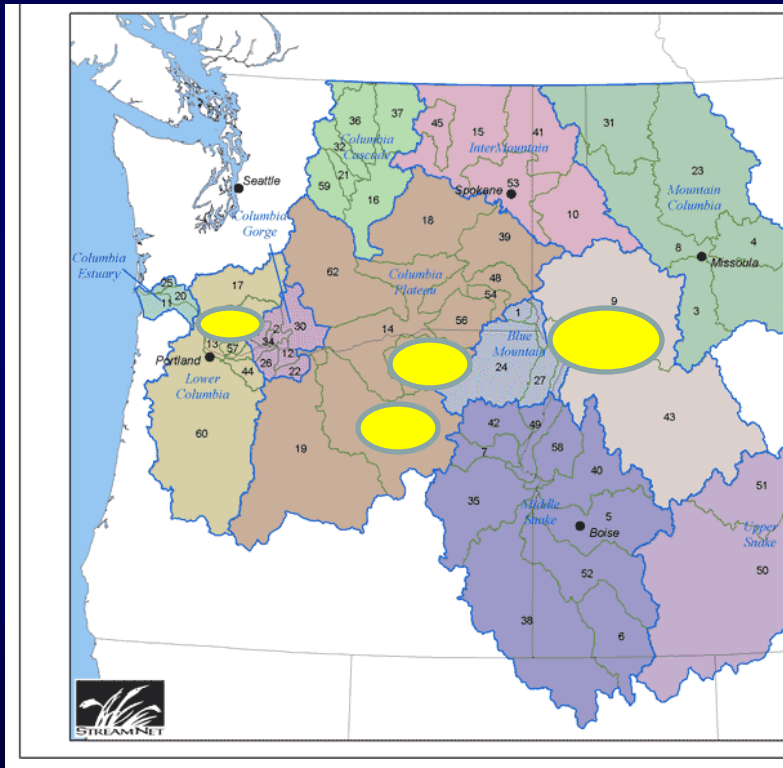 36
37
45
15
41
31
32
Columbia
Cascade
InterMountain
23
59
21
Seattle
53
Spokane
Mountain
Columbia
16
10
18
Columbia
Gorge
39
4
8
Missoula
Columbia
Estuary
62
Columbia
Plateau
48
25
17
54
9
20
11
1
3
30
56
2
14
Blue
Mountain
13
57
34
Portland
12
24
26
22
44
27
Lower
Columbia
43
42
49
60
19
7
58
40
51
35
Middle
Snake
5
Boise
Upper
Snake
52
50
38
6
STREAMNET